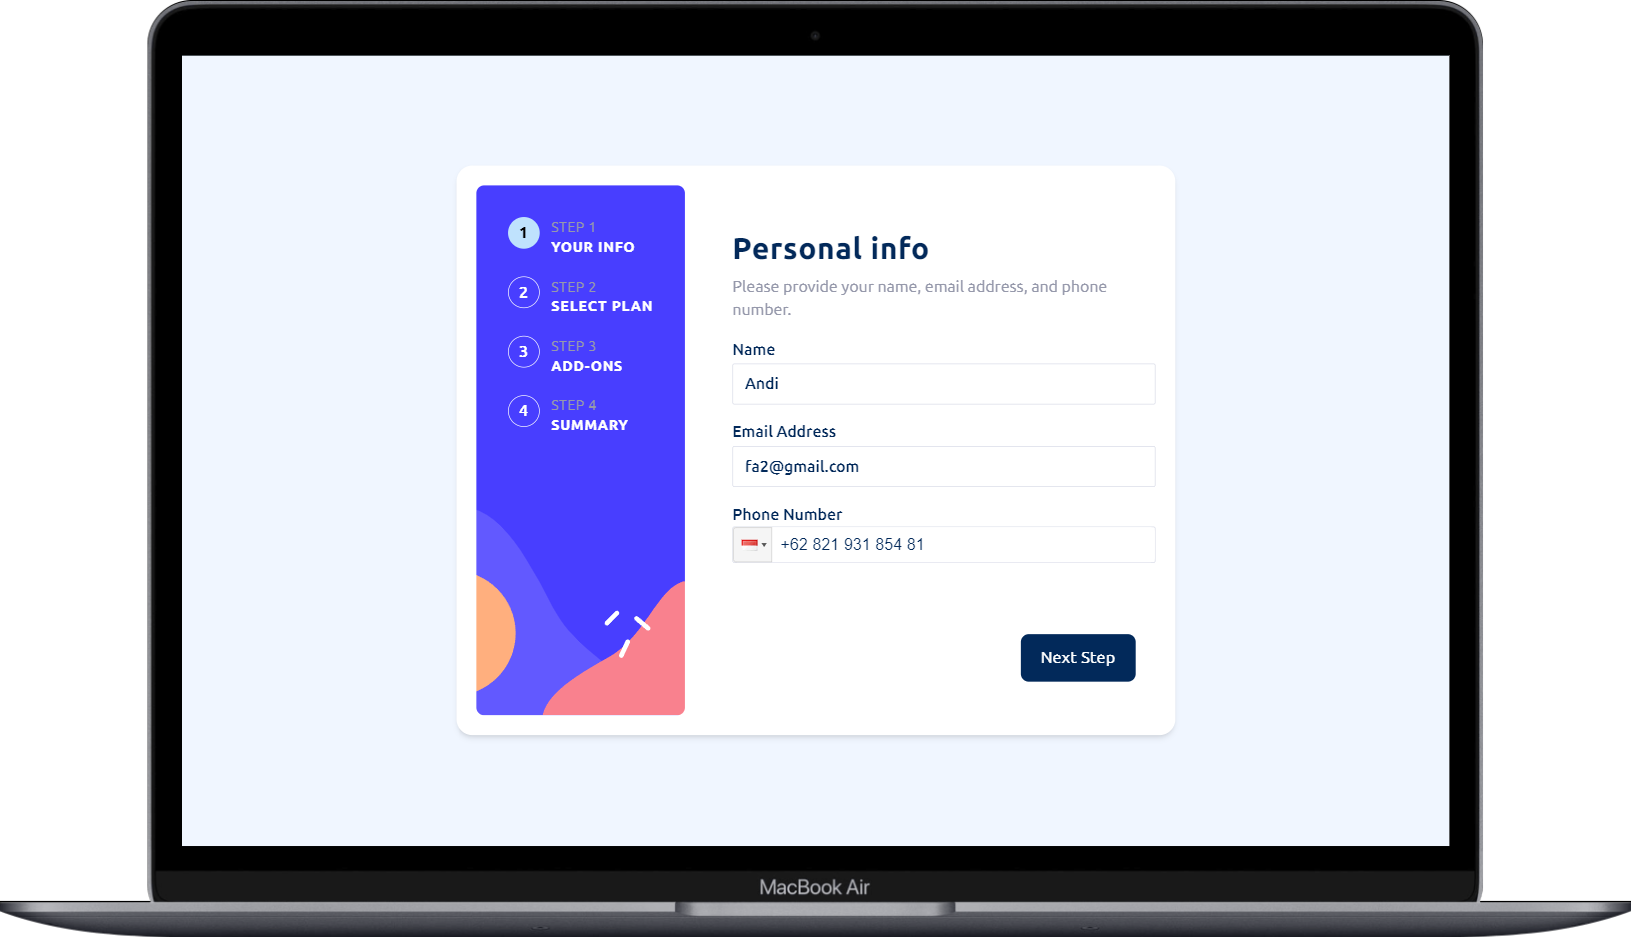 1
STEP 1
YOUR INFO
2
STEP 2
SELECT PLAN
3
STEP 3
ADD-ONS
4
STEP 4
SUMMARY
Personal info
Please provide your name, email address, and phone
number.
Name
Andi
Email Address
fa2@gmail.com
Phone Number
+62 821 931 854 81
Next Step
MacBook Air